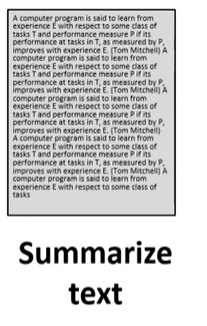 A computer program is said to learn from
experience E with respect to some class of
tasks T and performance measure P if its
performance at tasks in T, as measured by P,
improves with experience E. (Tom Mitchell) A
computer program is said to learn from
experience E with respect to some class of
tasks T and performance measure P if its
performance at tasks in T, as measured by P,
improves with experience E. (Tom Mitchell) A
computer program is said to learn from
experience E with respect to some class of
tasks T and performance measure P if its
performance at tasks in T, as measured by P,
improves with experience E. (Tom Mitchell)
A computer program is said to learn from
experience E with respect to some class of
tasks T and performance measure P if its
performance at tasks in T, as measured by P,
improves with experience E. (Tom Mitchell) A
computer program is said to learn from
experience E with respect to some class of
tasks
Summarize
text